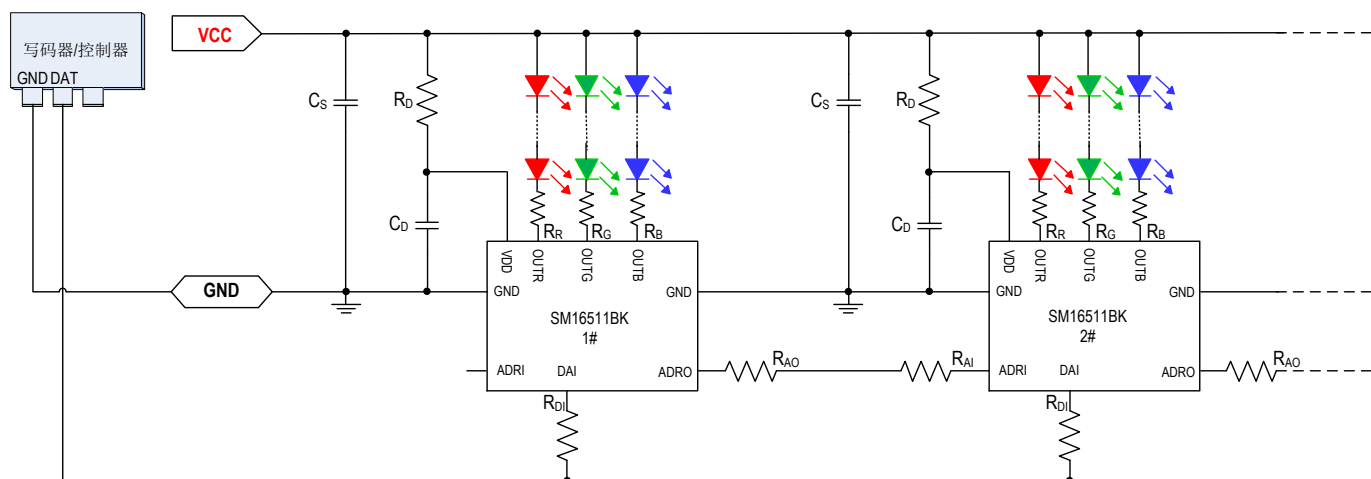 写码器/控制器
GND DAT
VCC
CS
RD
CS
RD
CD
RR
RG
RB
CD
RR
RG
RB
VDD
OUTR
OUTG
OUTB
VDD
OUTR
OUTG
OUTB
GND
GND
GND
GND
GND
SM16511BK
1#
SM16511BK
2#
ADRI
DAI
ADRO
RAO
RAI
ADRI
DAI
ADRO
RAO
RDI
RDI